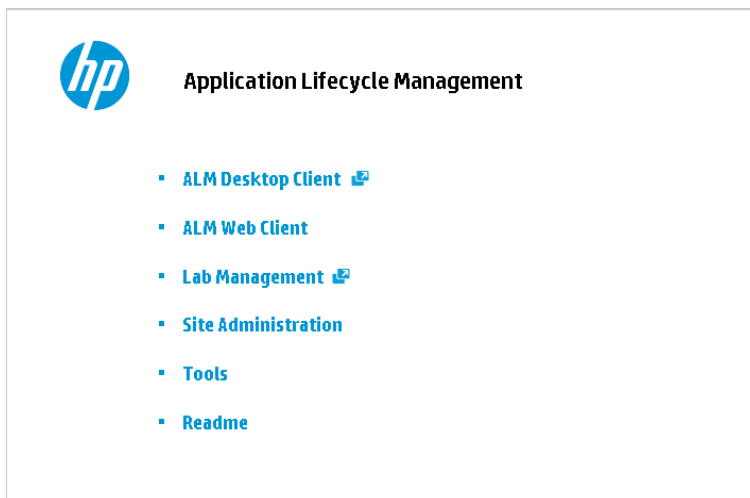 hp
Application Lifecycle Management
ALM Desktop Client
ALM Web Client
Lab Management
Site Administration
Tools
Readme